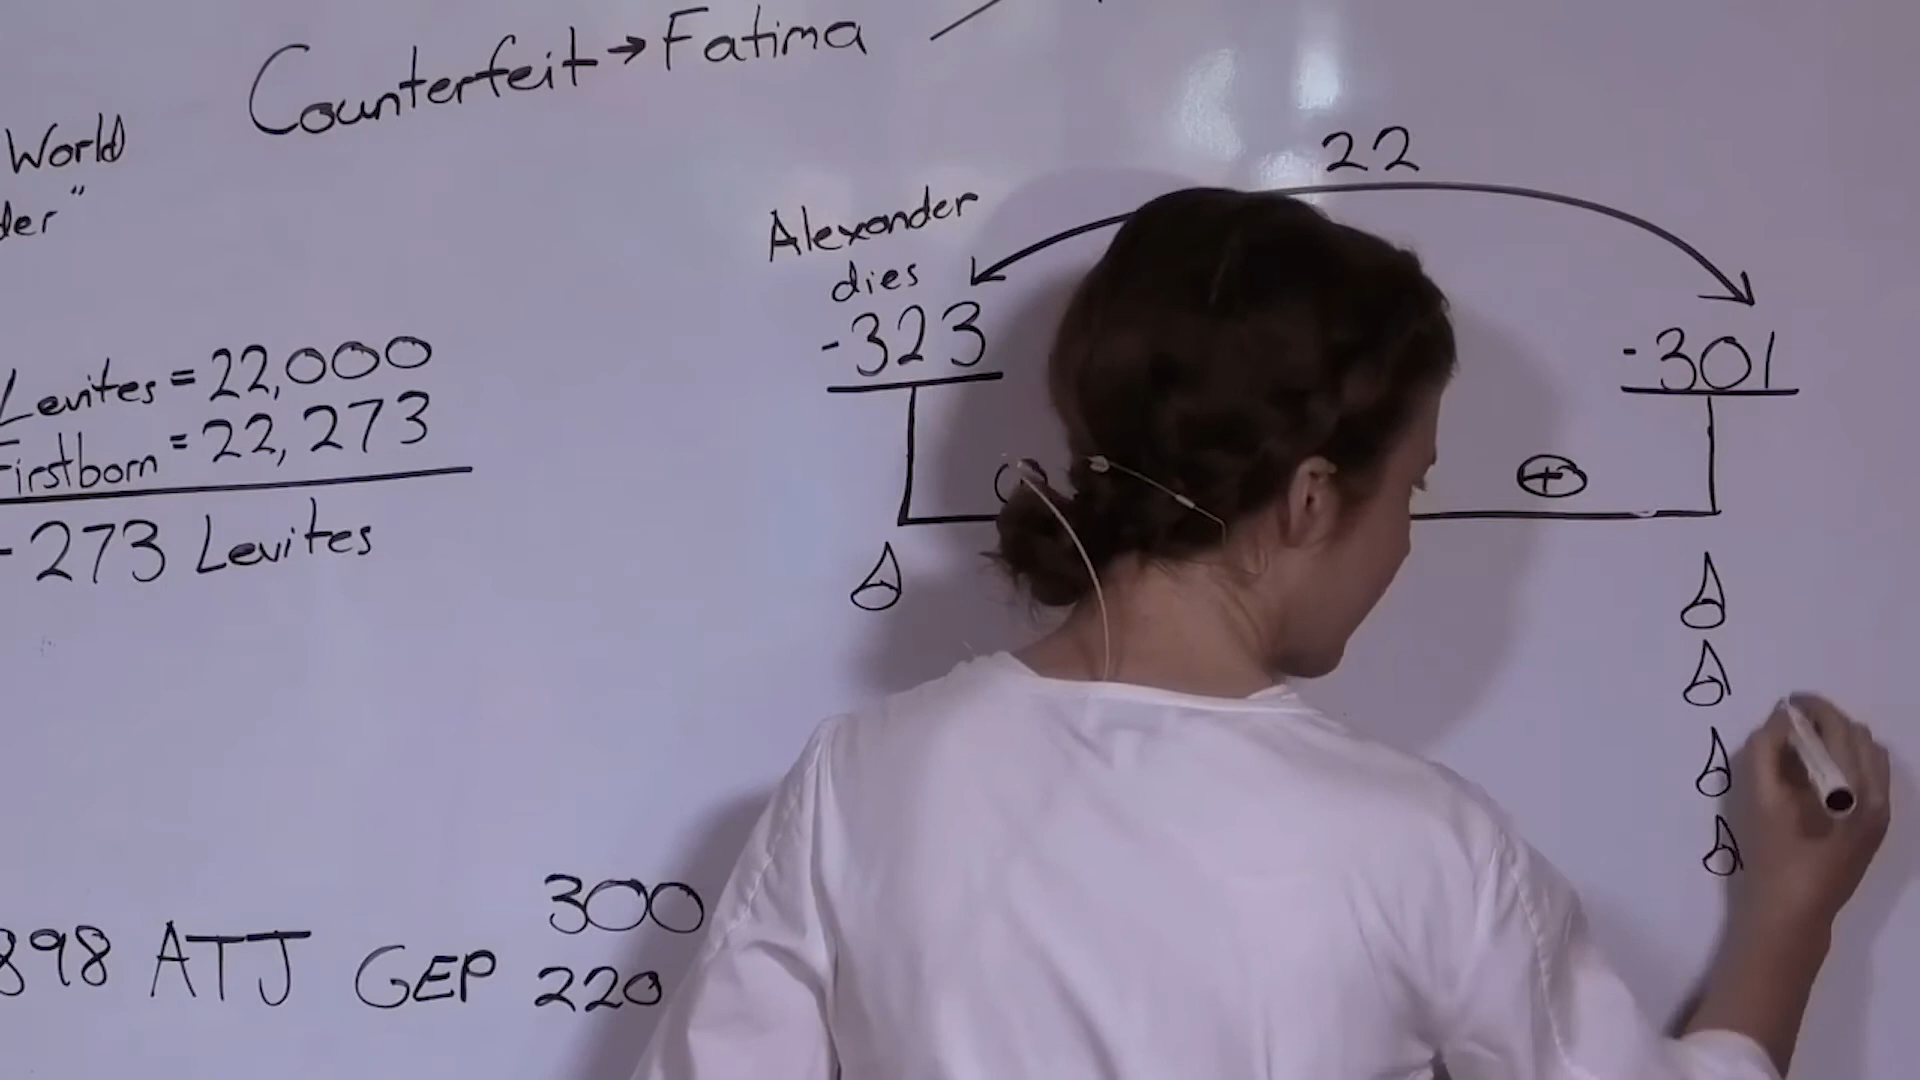 Counterfeit → Fatima
World
der"
Levites = 22,000
Firstborn = 22,273
- 273 Levites
898 ATJ GEP 300
220
22
Alexander
dies
-323
-301